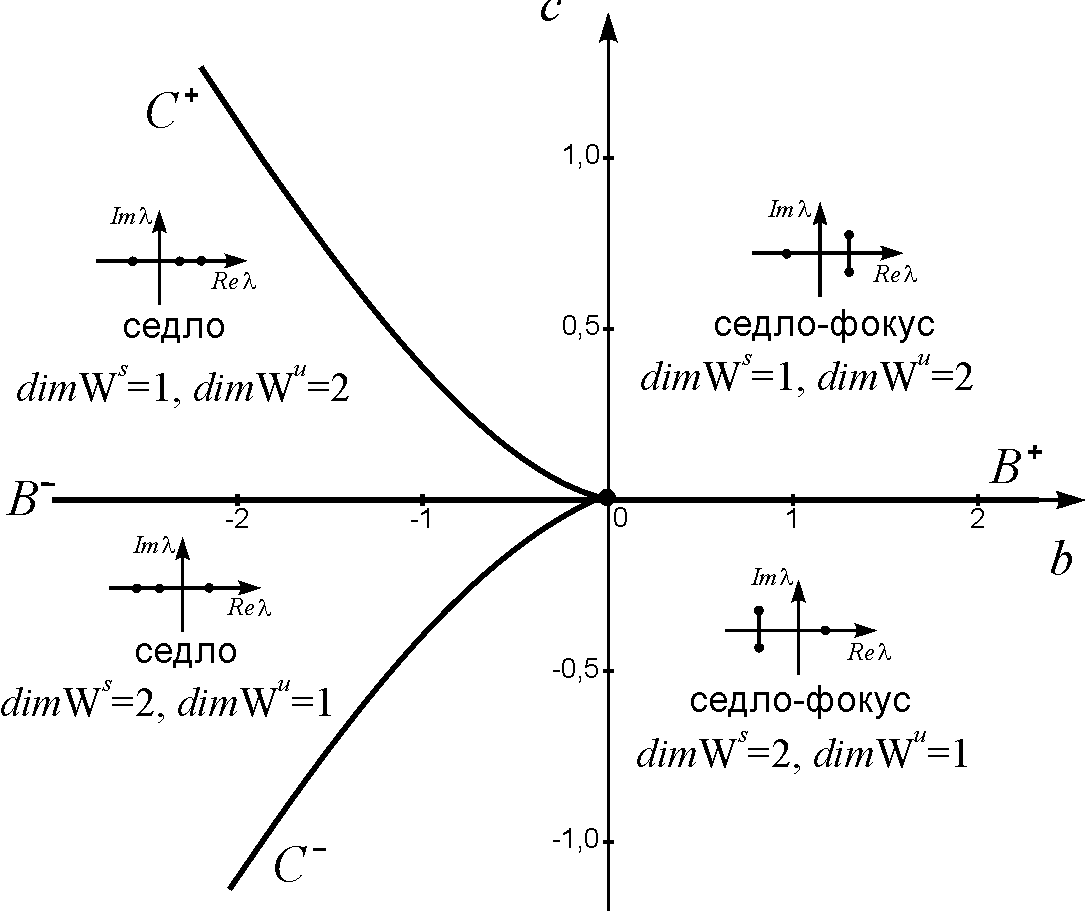 c
C⁺
1,0
Im λ
Re λ
седло
dimWˢ=1, dimWᵘ=2
Im λ
Re λ
седло-фокус
dimWˢ=1, dimWᵘ=2
0,5
B⁻
B⁺
-2
-1
0
1
2
b
Im λ
Re λ
седло
dimWˢ=2, dimWᵘ=1
Im λ
Re λ
седло-фокус
dimWˢ=2, dimWᵘ=1
-0,5
-1,0
C⁻